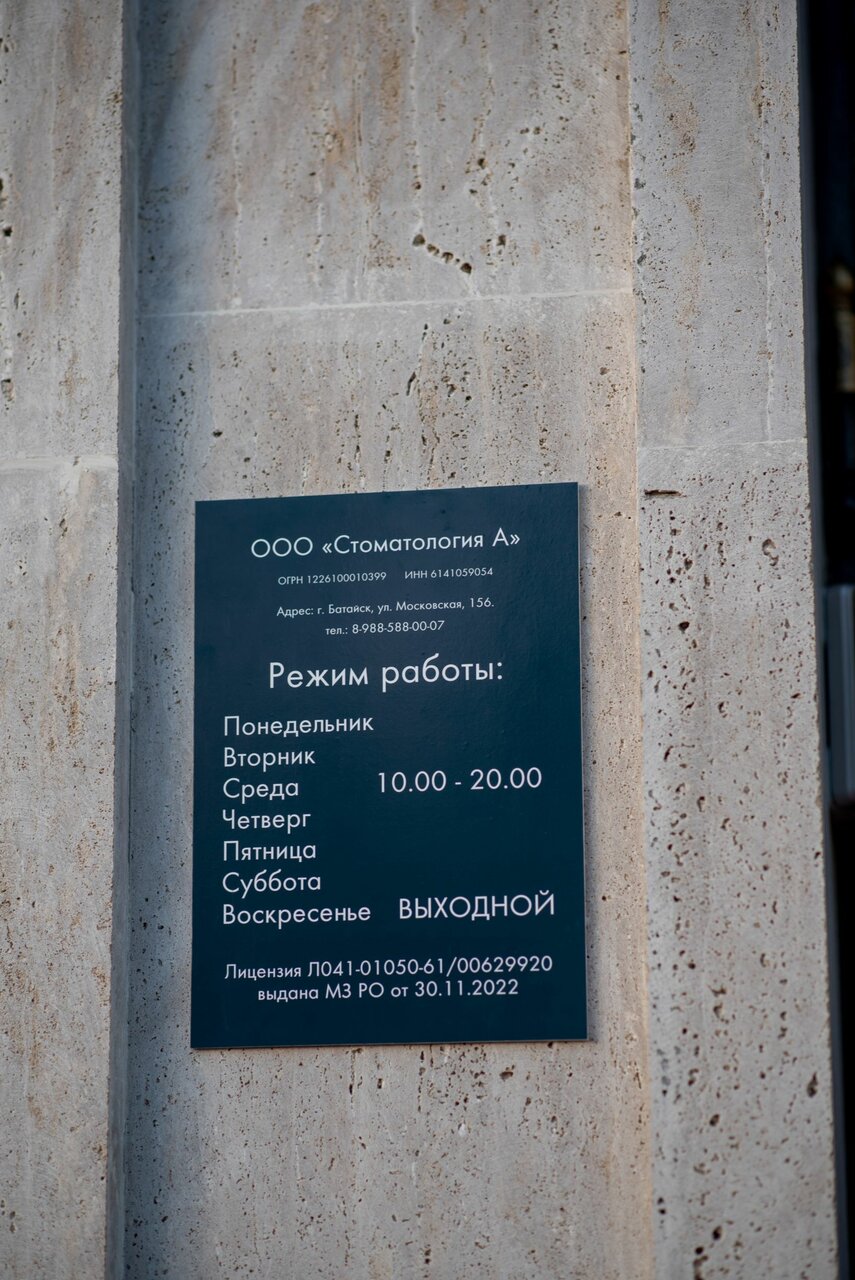 ООО «Стоматология А»
ОГРН 1226100010399 ИНН 6141059054
Адрес: г. Батайск, ул. Московская, 156.
тел.: 8-988-588-00-07
Режим работы:
Понедельник
Вторник
Среда 10.00 - 20.00
Четверг
Пятница
Суббота
Воскресенье ВЫХОДНОЙ
Лицензия Л041-01050-61/00629920
выдана МЗ РО от 30.11.2022